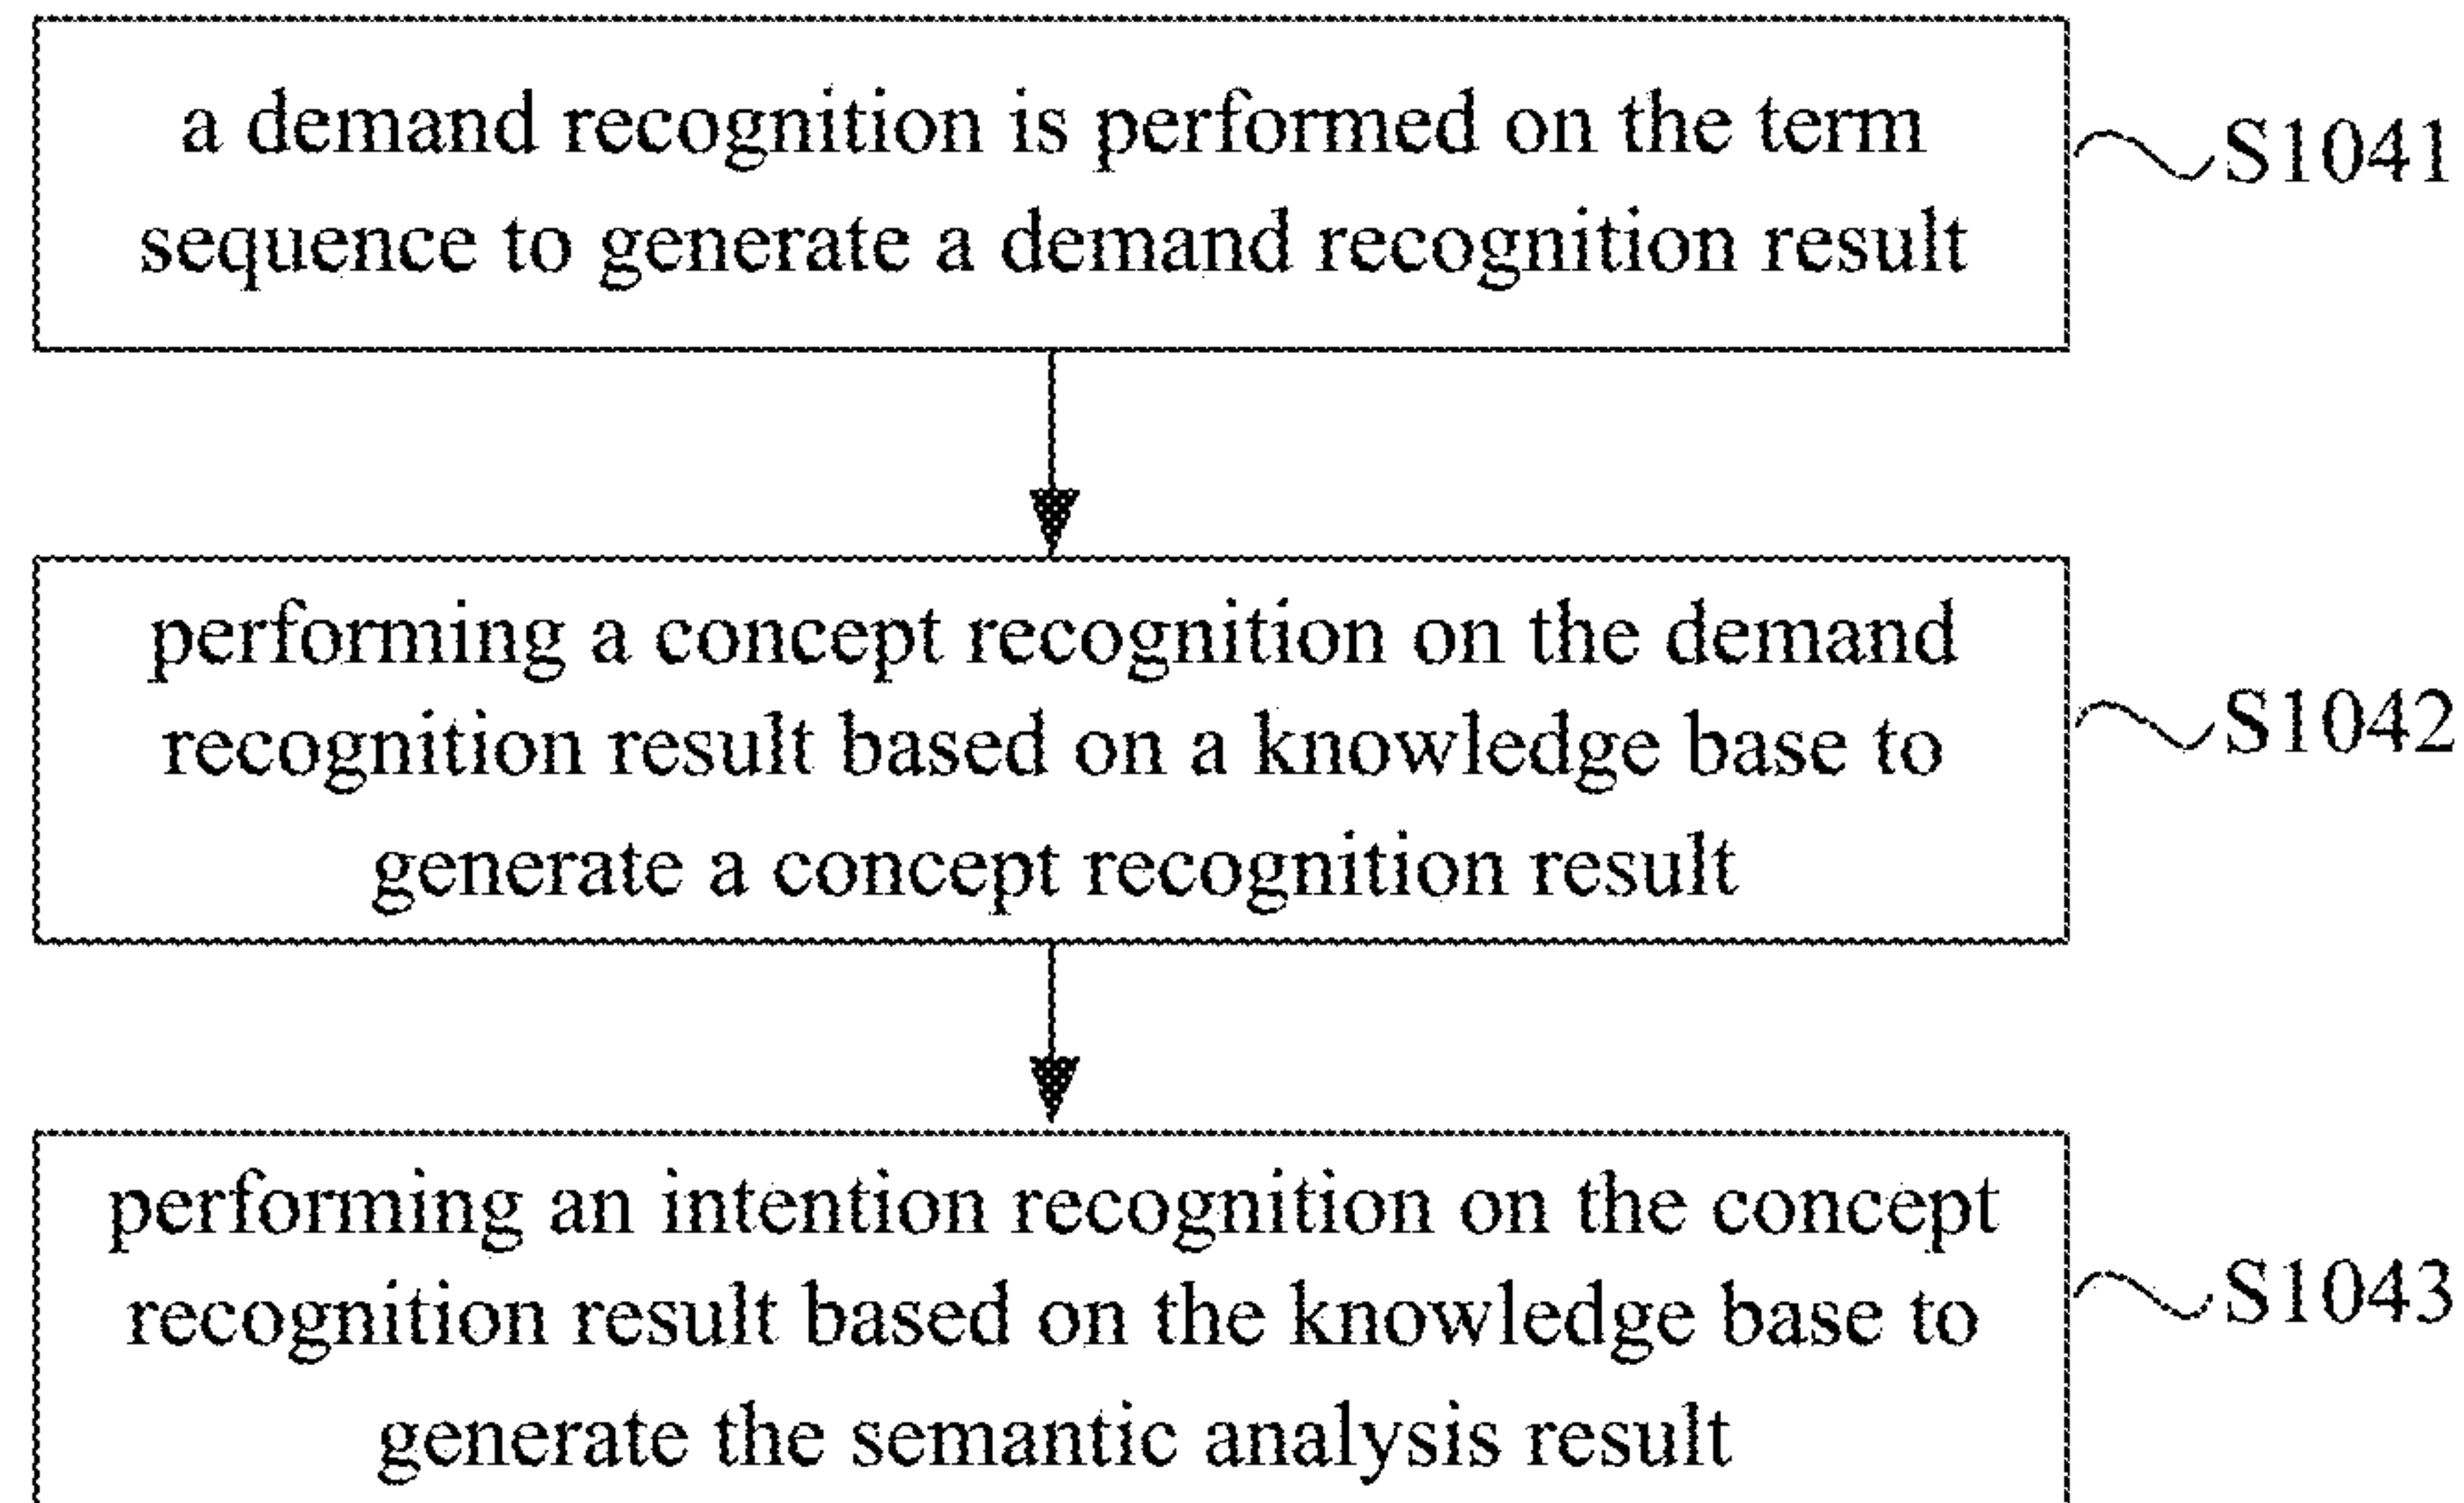 a demand recognition is performed on the term
sequence to generate a demand recognition result
S1041
performing a concept recognition on the demand
recognition result based on a knowledge base to
generate a concept recognition result
S1042
performing an intention recognition on the concept
recognition result based on the knowledge base to
generate the semantic analysis result
S1043